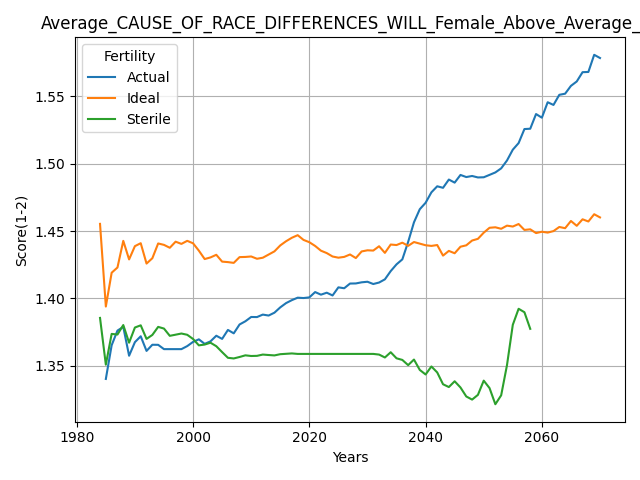 Average_CAUSE_OF_RACE_DIFFERENCES_WILL_Female_Above_Average_
Fertility
Actual
Ideal
Sterile
Score(1-2)
1.55
1.50
1.45
1.40
1.35
1980
2000
2020
2040
2060
Years